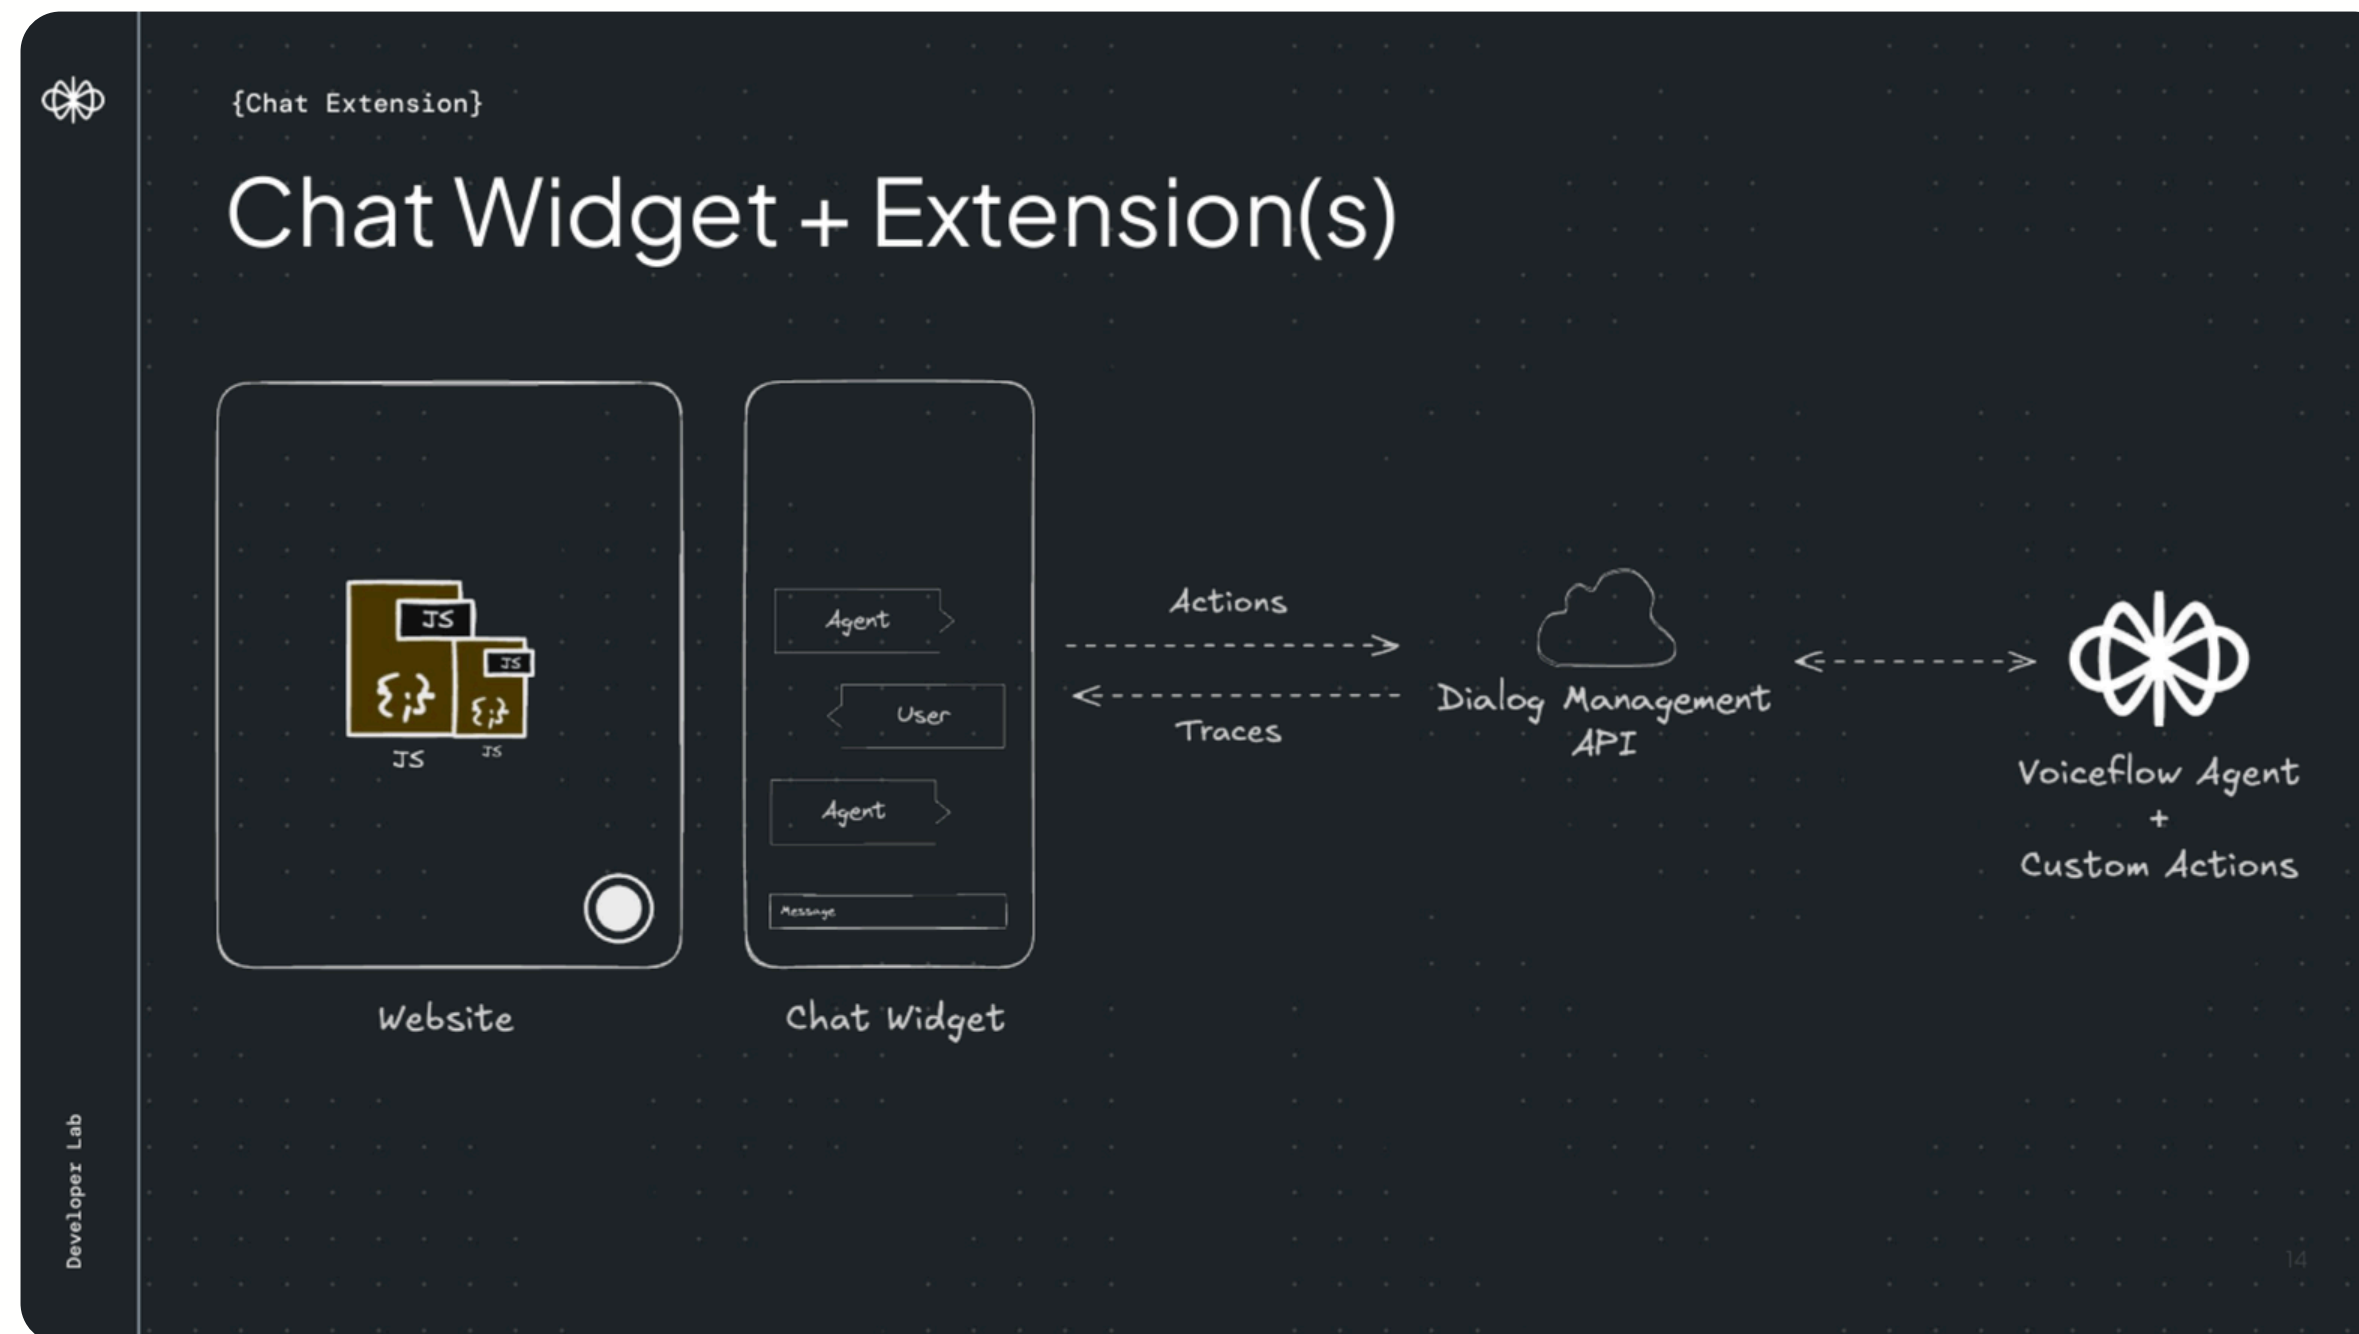 {Chat Extension}
Chat Widget + Extension(s)
JS
JS
{;}
{;}
JS
JS
Website
Agent
User
Agent
Message
Chat Widget
Actions
Traces
Dialog Management
API
Voiceflow Agent
+
Custom Actions
Developer Lab
14